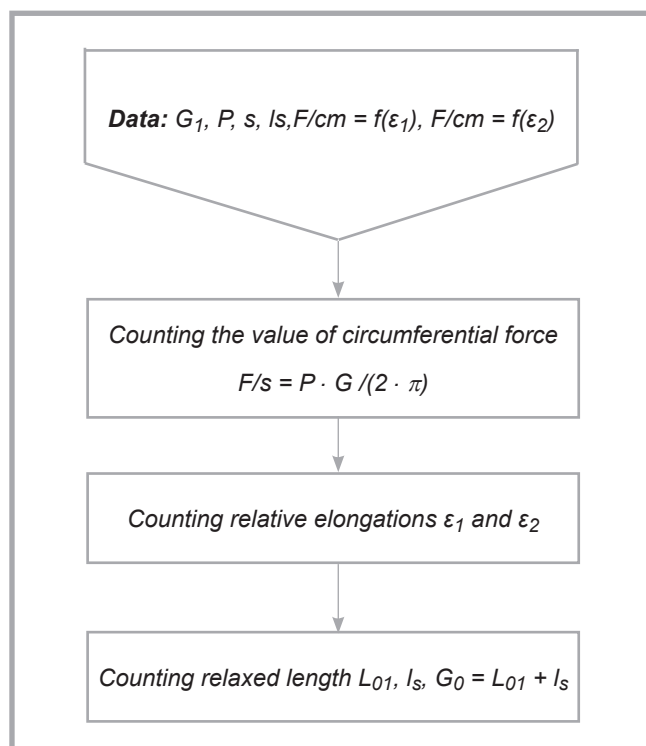 Data: G₁, P, s, ls,F/cm = f(ε₁), F/cm = f(ε₂)
Counting the value of circumferential force
F/s = P · G /(2 · π)
Counting relative elongations ε₁ and ε₂
Counting relaxed length L₀₁, lₛ, G₀ = L₀₁ + lₛ